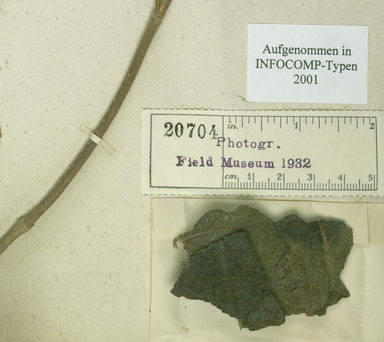 Aufgenommen in
INFOCOMP-Typen
2001
20704
in. 1 2
Photogr.
Field Museum 1932
cm. 1 2 3 4 5